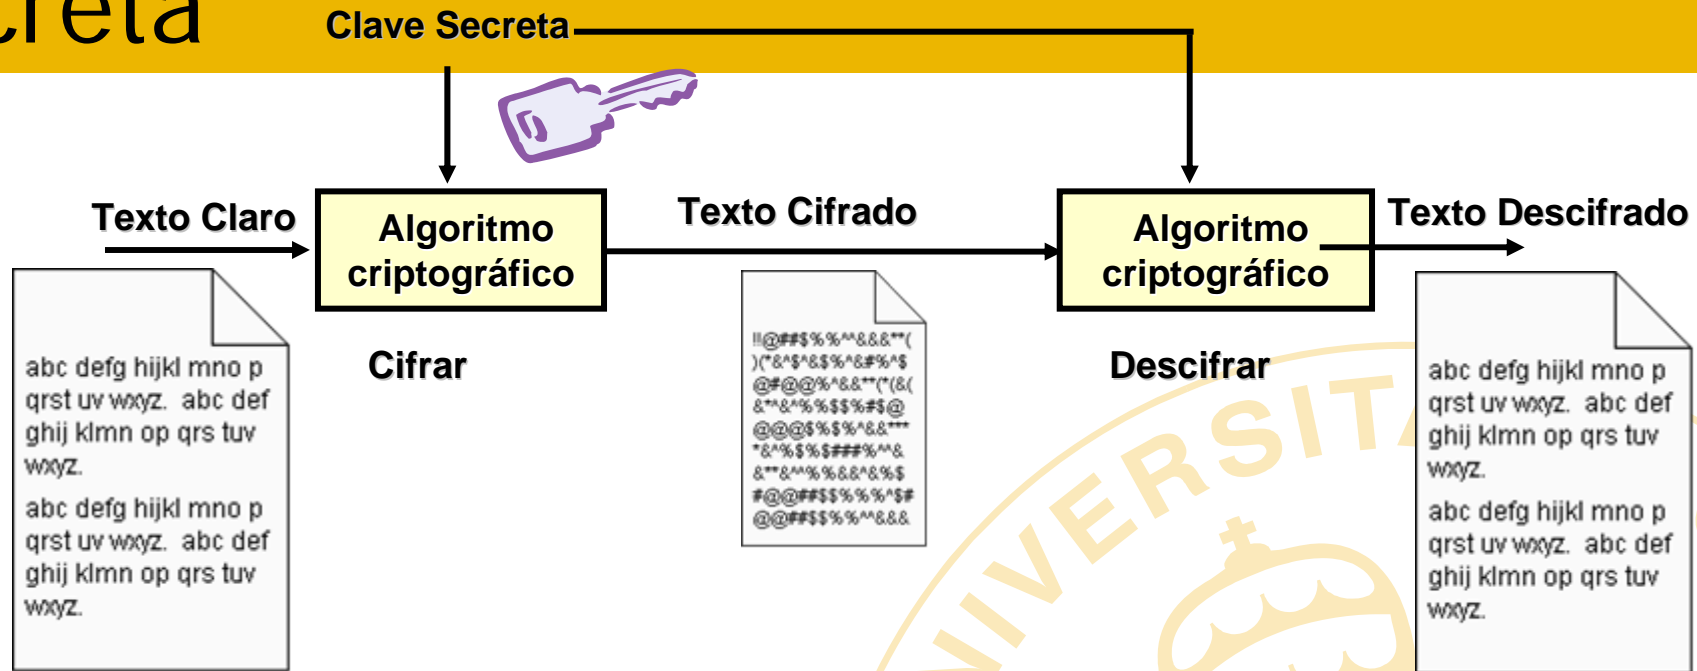 creta
Clave Secreta
Texto Claro
Algoritmo
criptográfico
Texto Cifrado
Algoritmo
criptográfico
Texto Descifrado
Cifrar
Descifrar
abc defg hijkl mno p
qrst uv wxyz. abc def
ghij klmn op qrs tuv
wxyz.
abc defg hijkl mno p
qrst uv wxyz. abc def
ghij klmn op qrs tuv
wxyz.
!!@##$%%^^&&&**(
)(*&^$^&$%^&#%^$
@#@@%^&&**(*(&(
&*^&^%%$$%#$@
@@@$%$%^&&***
*&^%$%$###%^^&
&**&^^%%&&^&%$
#@@##$$%%%^$#
@@##$$%%^^&&&
abc defg hijkl mno p
qrst uv wxyz. abc def
ghij klmn op qrs tuv
wxyz.
abc defg hijkl mno p
qrst uv wxyz. abc def
ghij klmn op qrs tuv
wxyz.
NIVERSITA